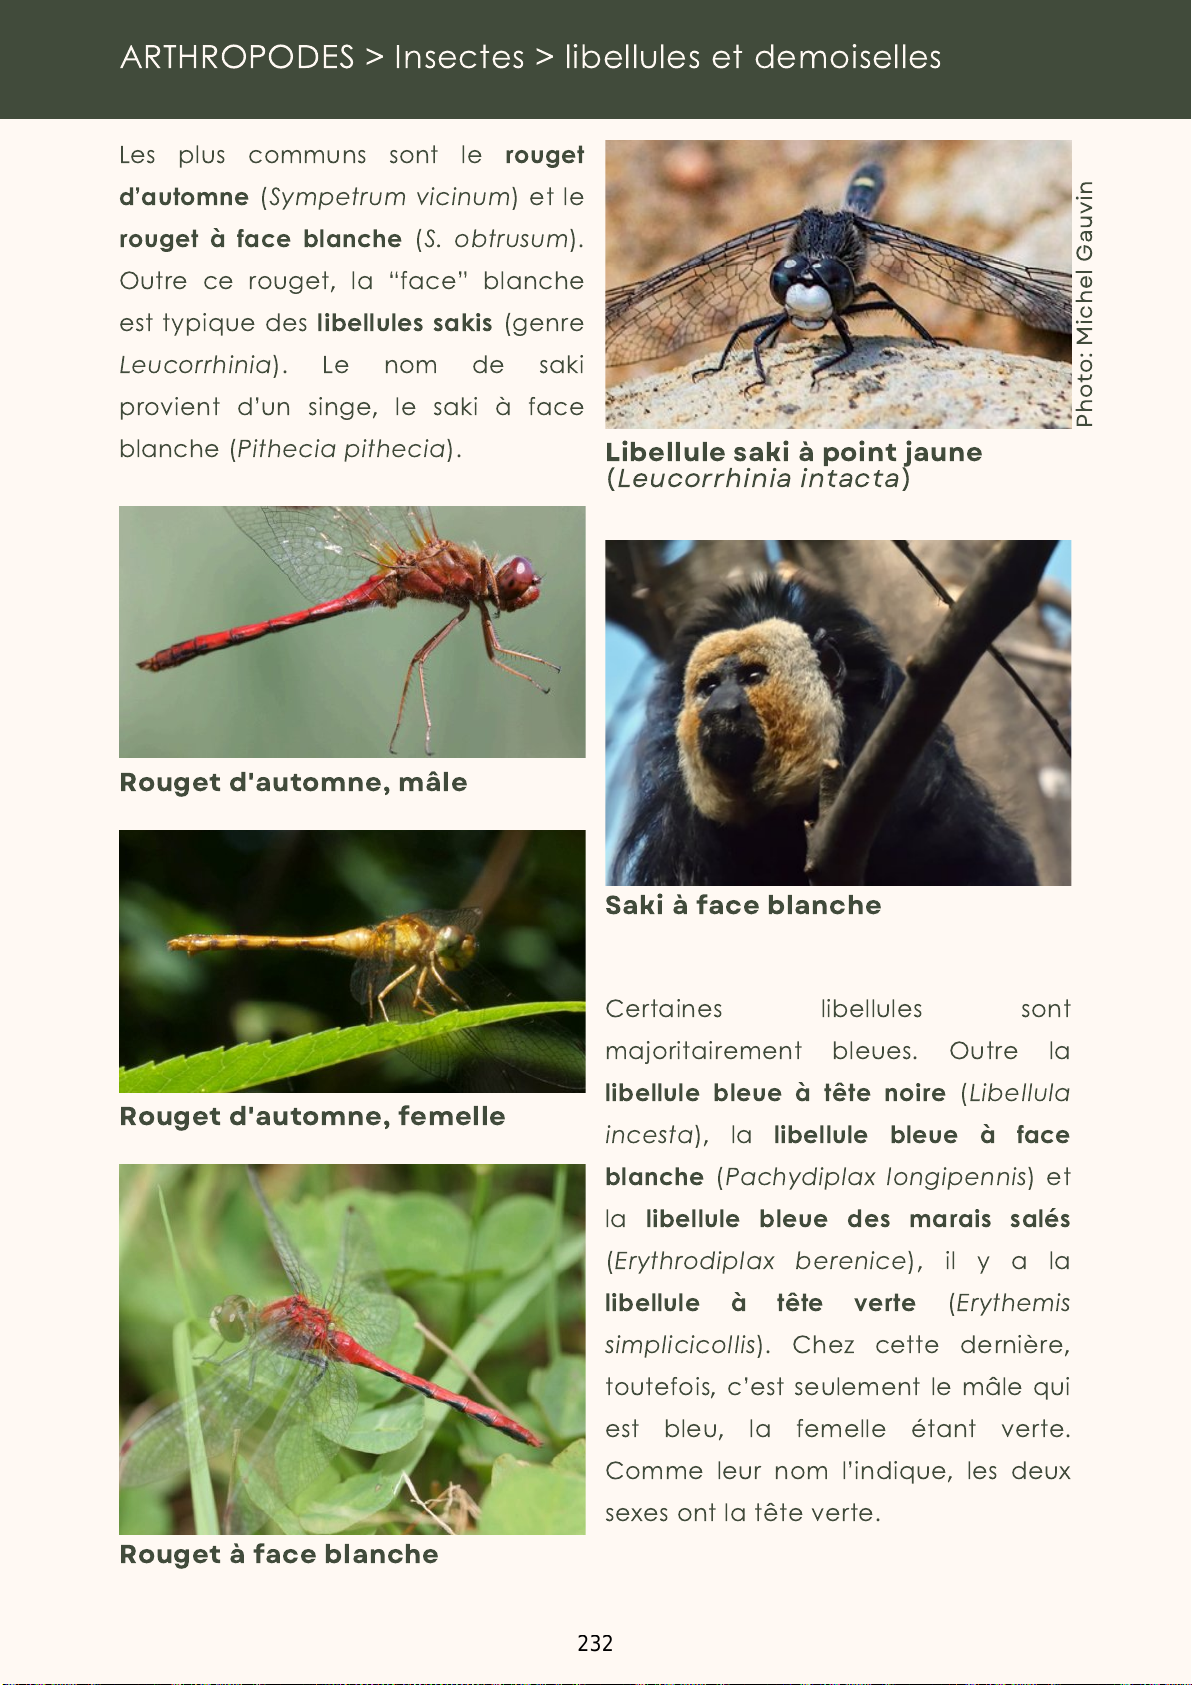 ARTHROPODES > Insectes > libellules et demoiselles
Les plus communs sont le rouget
d'automne (Sympetrum vicinum) et le
rouget à face blanche (S. obtrusum).
Outre ce rouget, la “face” blanche
est typique des libellules sakis (genre
Leucorrhinia). Le nom de saki
provient d'un singe, le saki à face
blanche (Pithecia pithecia).
Rouget d'automne, mâle
Rouget d'automne, femelle
Rouget à face blanche
Photo: Michel Gauvin
Libellule saki à point jaune
(Leucorrhinia intacta)
Saki à face blanche
Certaines libellules sont
majoritairement bleues. Outre la
libellule bleue à tête noire (Libellula
incesta), la libellule bleue à face
blanche (Pachydiplax longipennis) et
la libellule bleue des marais salés
(Erythrodiplax berenice), il y a la
libellule à tête verte (Erythemis
simplicicollis). Chez cette dernière,
toutefois, c'est seulement le mâle qui
est bleu, la femelle étant verte.
Comme leur nom l'indique, les deux
sexes ont la tête verte.
232